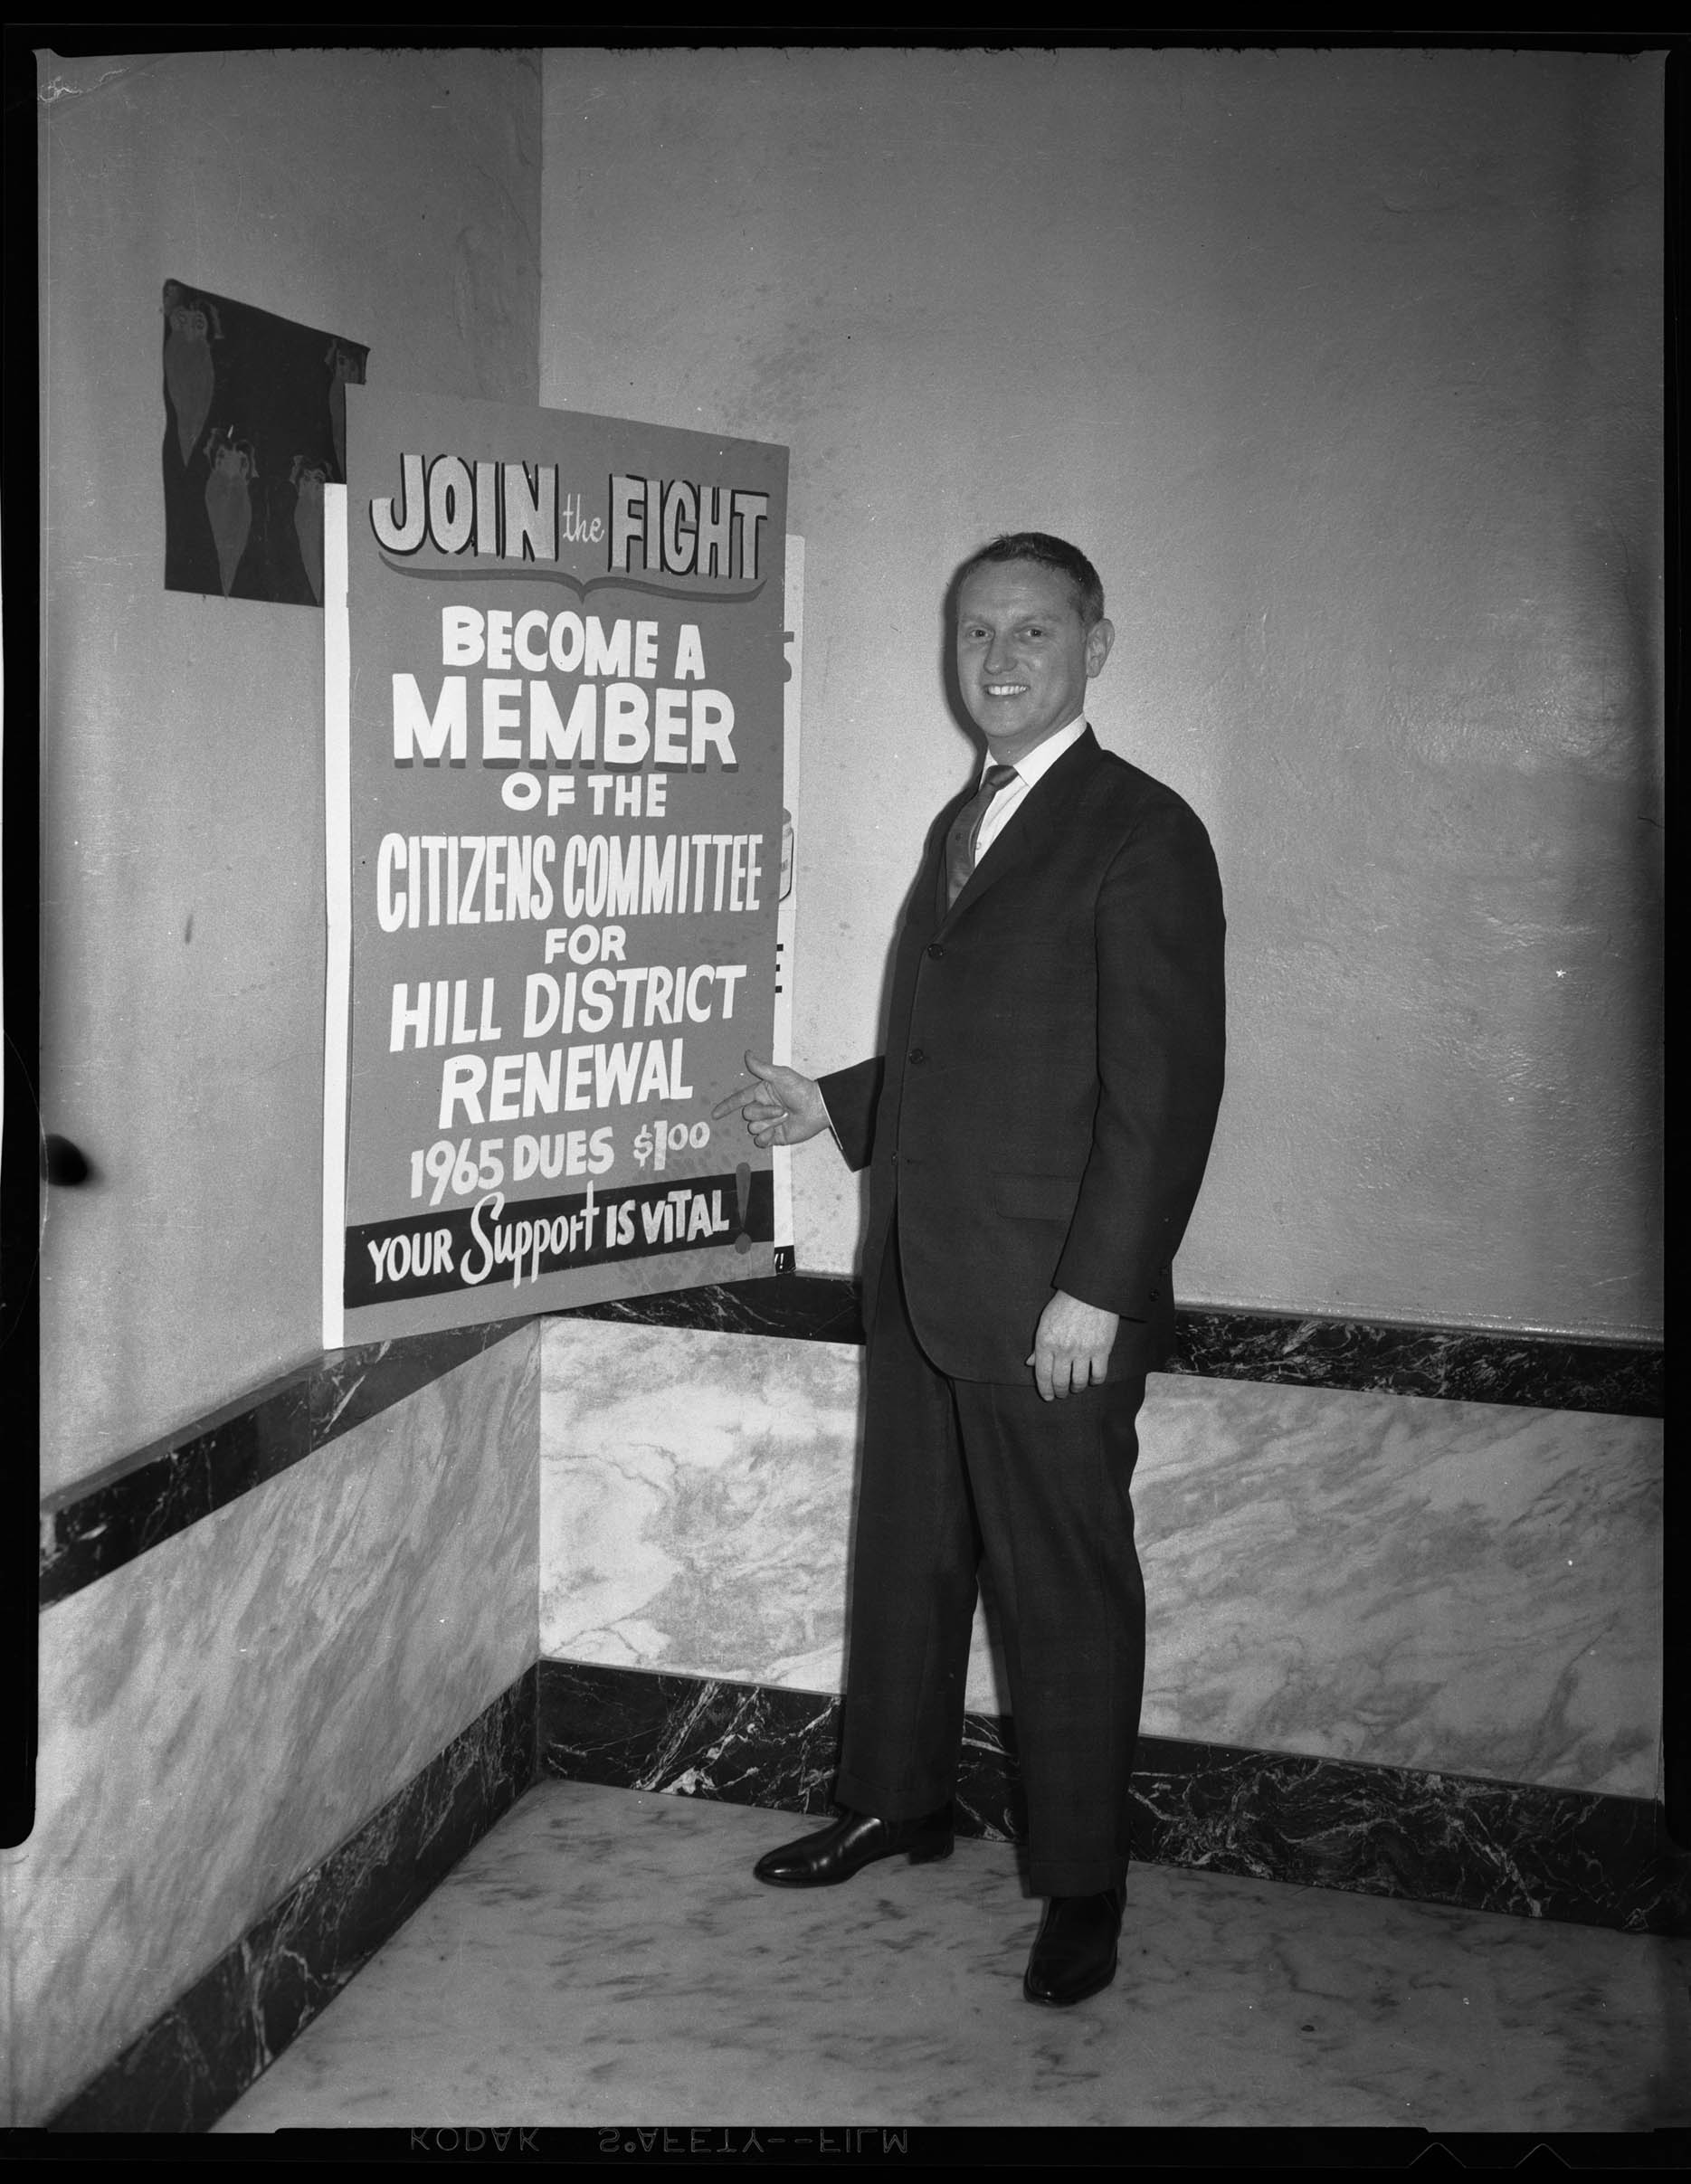 JOIN the FIGHT
BECOME A
MEMBER
OF THE
CITIZENS COMMITTEE
FOR
HILL DISTRICT
RENEWAL
1965 DUES $1.00
YOUR Support IS VITAL!
S
E
!
KODAK S°AFETY--FILM